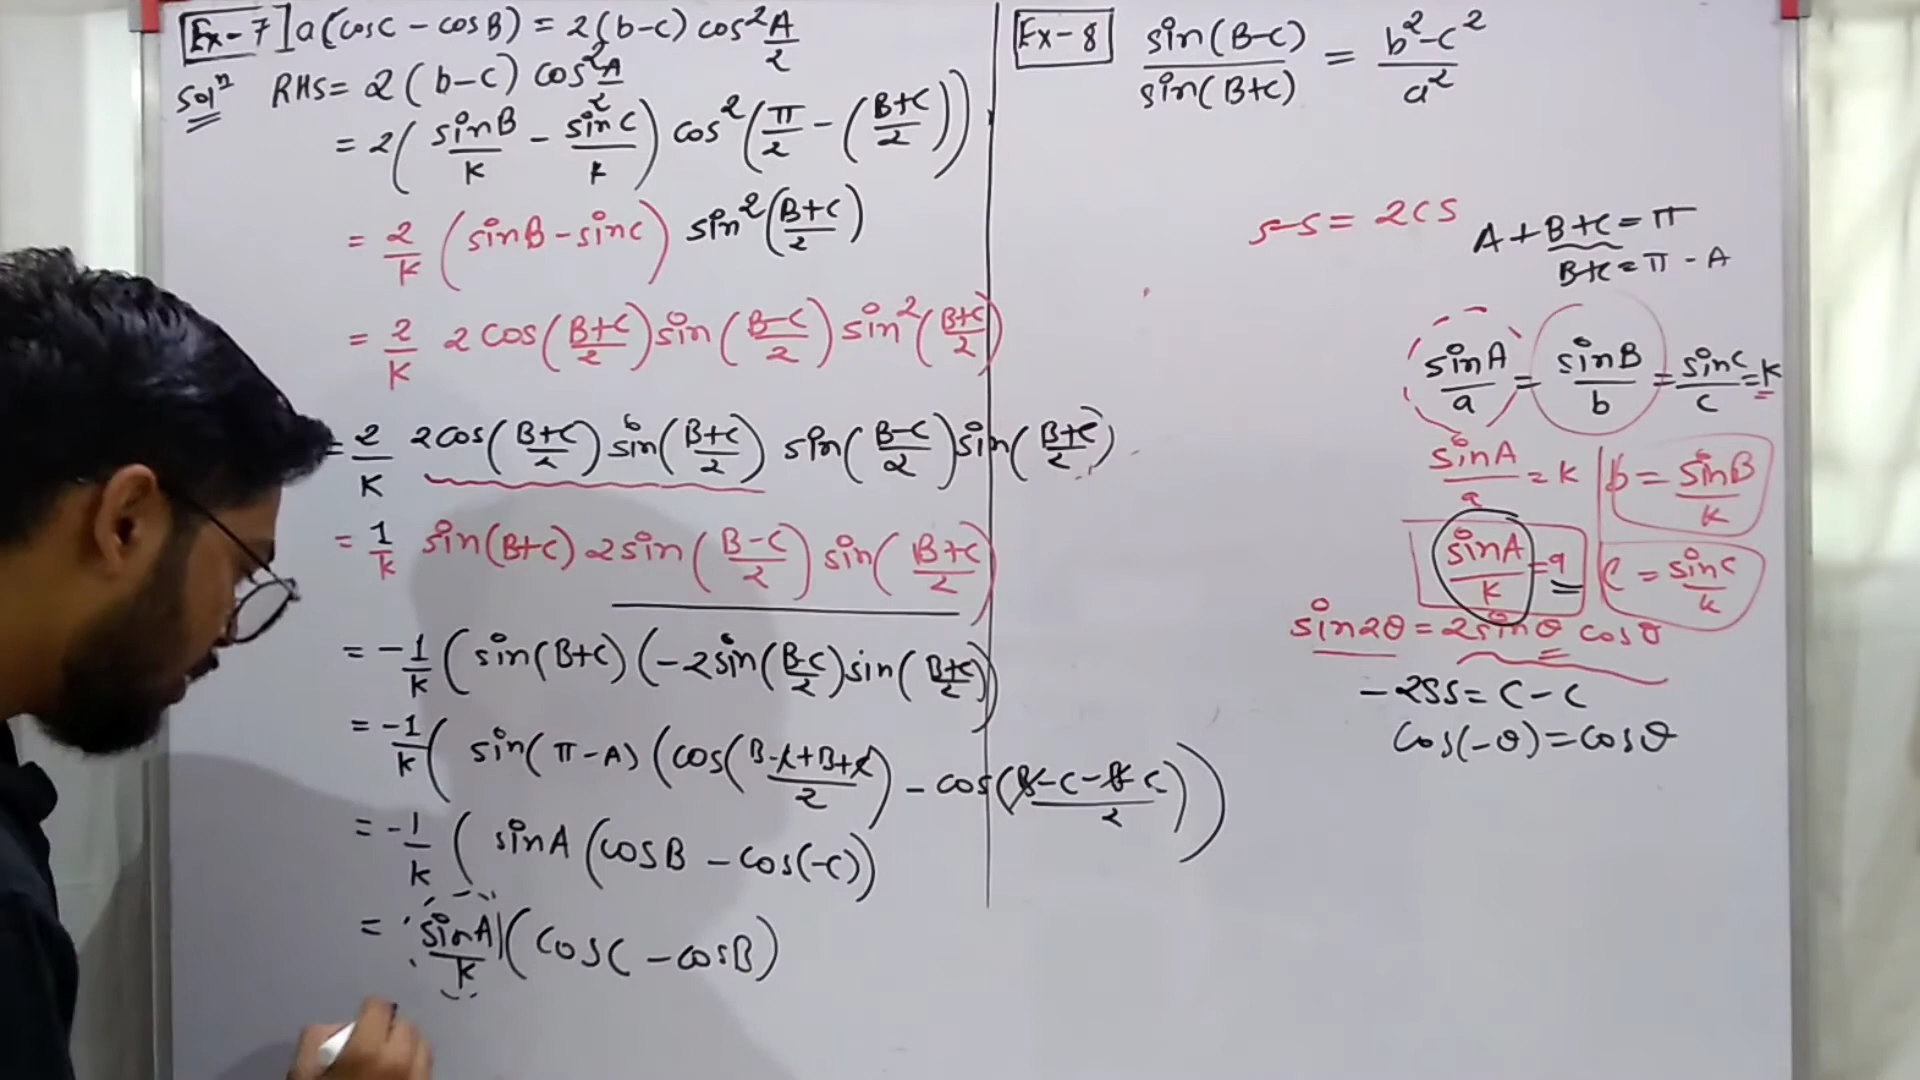 Ex-7 a(cosC - cosB) = 2(b-c) cos²A/2
Solⁿ RHS = 2(b-c) cos²A/2
= 2(sinB/K - sinC/K) cos²(π/2 - (B+C/2))
= 2/K (sinB - sinC) sin²(B+C/2)
= 2/K 2cos(B+C/2) sin(B-C/2) sin²(B+C/2)
= 2/K 2cos(B+C/2) sin(B+C/2) sin(B-C/2) sin(B+C/2)
= 1/K sin(B+C) 2sin(B-C/2) sin(B+C/2)
= -1/K (sin(B+C) (-2sin(B-C/2) sin(B+C/2))
= -1/K (sin(π-A) (cos(B-C+B+C/2) - cos(B-C-B-C/2)))
= -1/K (sinA (cosB - cos(-C))
= sinA/K (cosC - cosB)
Ex-8 sin(B-C)/sin(B+C) = b²-c²/a²
S-S = 2CS
A+B+C = π
B+C = π - A
sinA/a = sinB/b = sinC/c = K
sinA/a = K
b = sinB/K
sinA/K = a
C = sinC/K
sin2θ = 2sinθ cosθ
-2SS = C - C
cos(-θ) = cosθ